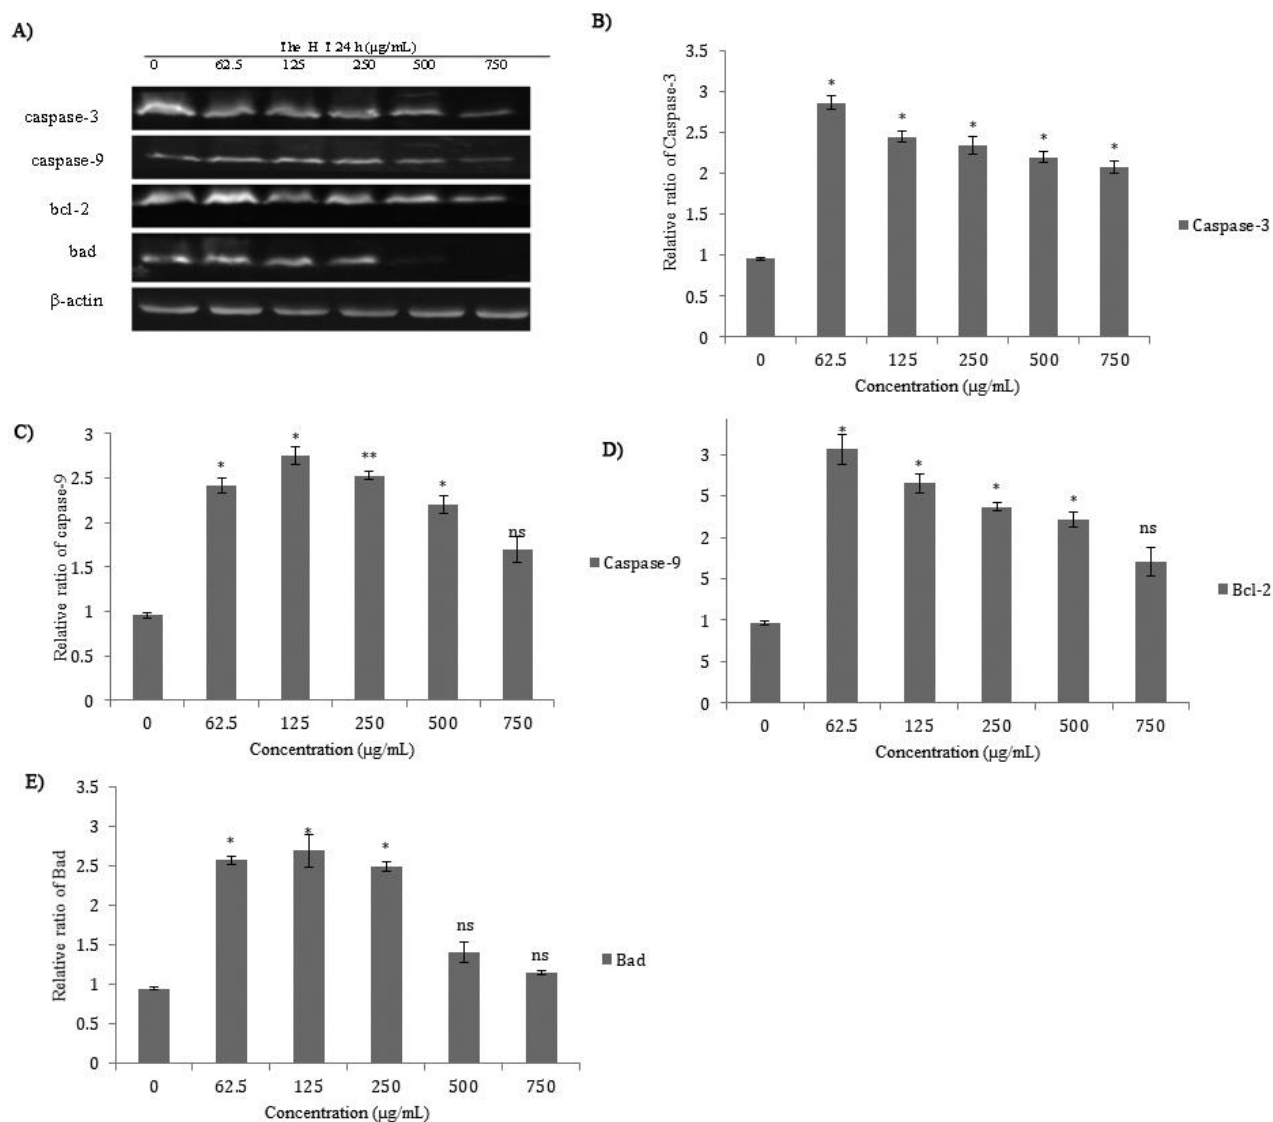 A)
The H T 24 h (µg/mL)
0 62.5 125 250 500 750
caspase-3
caspase-9
bcl-2
bad
β-actin
B)
Relative ratio of Caspase-3
3.5
3
2.5
2
1.5
1
0.5
0
* * * * *
0 62.5 125 250 500 750
Concentration (µg/mL)
Caspase-3
C)
Relative ratio of capase-9
3
2.5
2
1.5
1
0.5
0
* * ** * ns
0 62.5 125 250 500 750
Concentration (µg/mL)
Caspase-9
D)
3
5
2
5
1
5
0
* * * * ns
0 62.5 125 250 500 750
Concentration (µg/mL)
Bcl-2
E)
Relative ratio of Bad
3.5
3
2.5
2
1.5
1
0.5
0
* * * ns ns
0 62.5 125 250 500 750
Concentration (µg/mL)
Bad